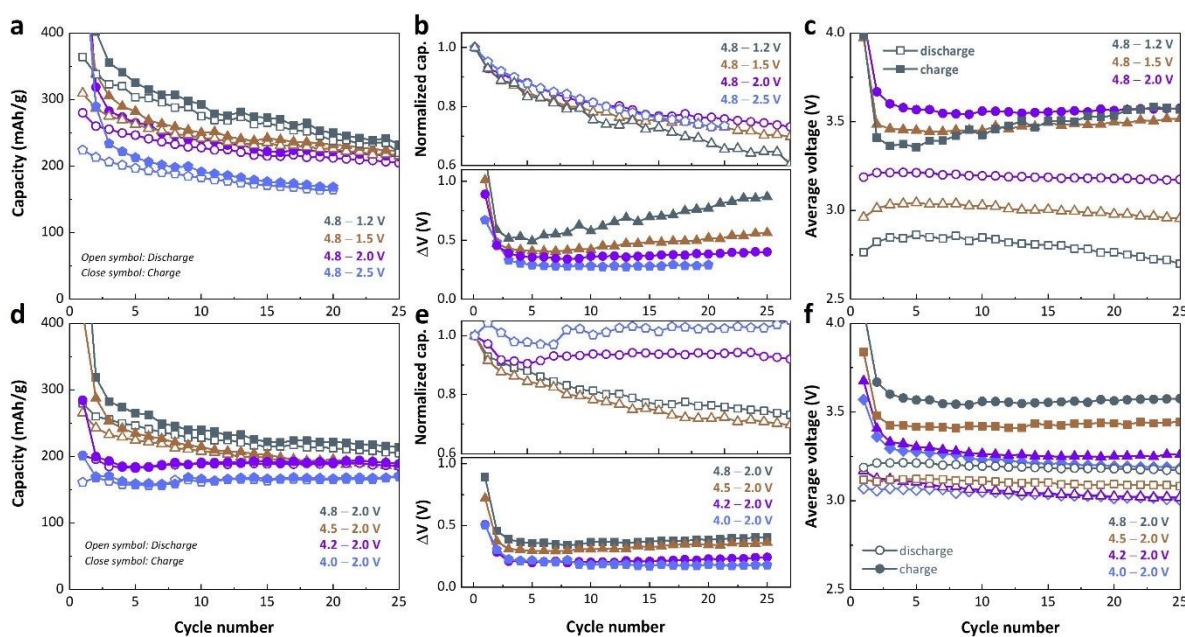 a
400
300
200
100
0
Capacity (mAh/g)
4.8 – 1.2 V
4.8 – 1.5 V
4.8 – 2.0 V
4.8 – 2.5 V
Open symbol: Discharge
Close symbol: Charge
0 5 10 15 20 25
b
1.0
0.8
0.6
Normalized cap.
4.8 – 1.2 V
4.8 – 1.5 V
4.8 – 2.0 V
4.8 – 2.5 V
1.0
0.5
0.0
ΔV (V)
0 5 10 15 20 25
c
4.0
3.5
3.0
2.5
Average voltage (V)
discharge
charge
4.8 – 1.2 V
4.8 – 1.5 V
4.8 – 2.0 V
0 5 10 15 20 25
d
400
300
200
100
0
Capacity (mAh/g)
4.8 – 2.0 V
4.5 – 2.0 V
4.2 – 2.0 V
4.0 – 2.0 V
Open symbol: Discharge
Close symbol: Charge
0 5 10 15 20 25
Cycle number
e
1.0
0.8
0.6
Normalized cap.
1.0
0.5
0.0
ΔV (V)
4.8 – 2.0 V
4.5 – 2.0 V
4.2 – 2.0 V
4.0 – 2.0 V
0 5 10 15 20 25
Cycle number
f
4.0
3.5
3.0
2.5
Average voltage (V)
4.8 – 2.0 V
4.5 – 2.0 V
4.2 – 2.0 V
4.0 – 2.0 V
discharge
charge
0 5 10 15 20 25
Cycle number